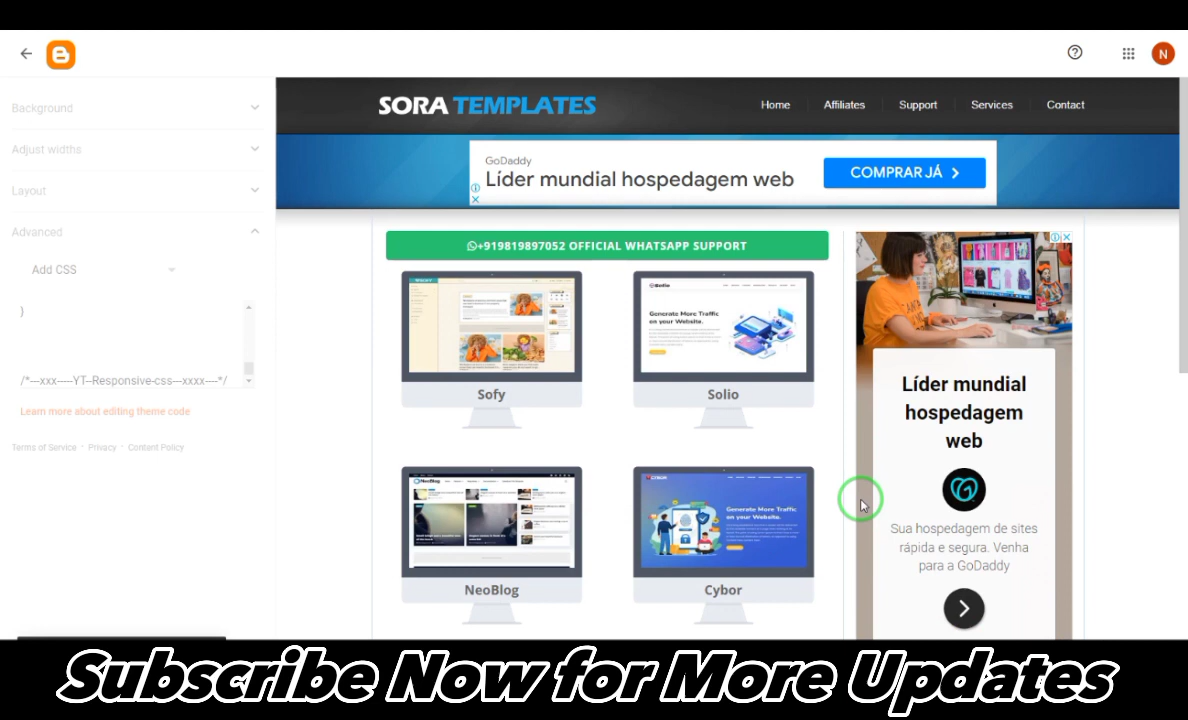 N
Background
Adjust widths
Layout
Advanced
Add CSS
}
/*---xxx-----YT--Responsive-css---xxxx----*/
Learn more about editing theme code
Terms of Service · Privacy · Content Policy
SORA TEMPLATES
Home Affiliates Support Services Contact
GoDaddy
Líder mundial hospedagem web
COMPRAR JÁ
+919819897052 OFFICIAL WHATSAPP SUPPORT
Solio
Generate More Traffic
on your Website.
Sofy
Solio
NeoBlog
Generate More Traffic
on your Website.
NeoBlog
Cybor
Líder mundial
hospedagem
web
Sua hospedagem de sites
rápida e segura. Venha
para a GoDaddy
Subscribe Now for More Updates